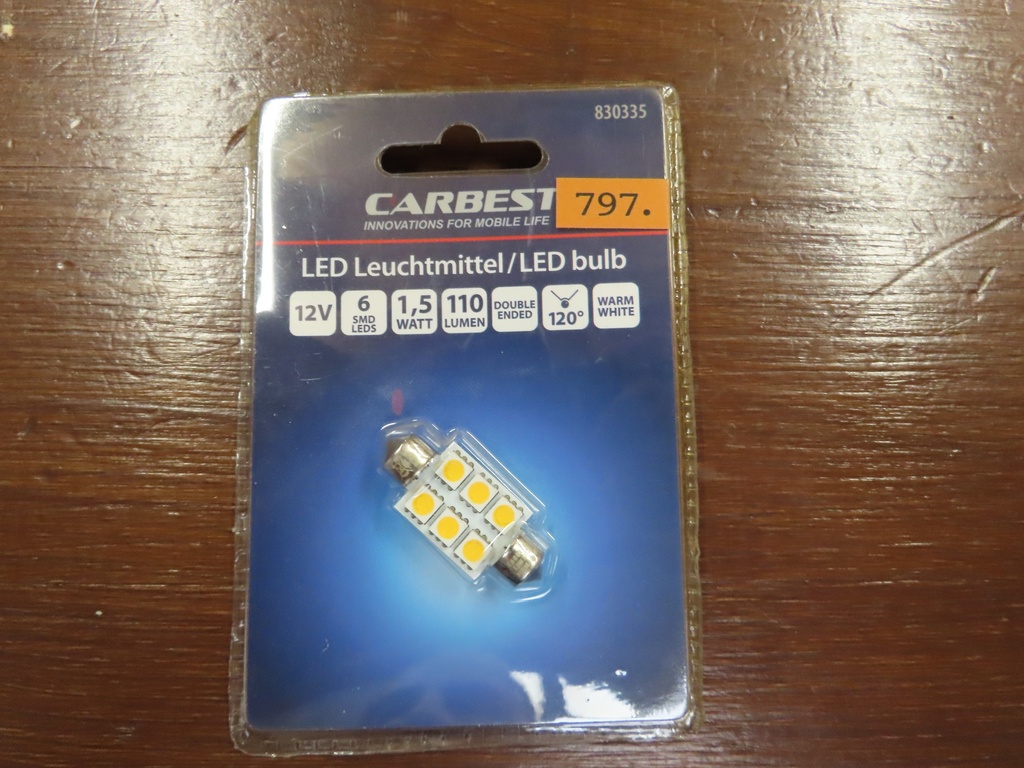 830335
CARBEST
797.
INNOVATIONS FOR MOBILE LIFE
LED Leuchtmittel/LED bulb
12V
6
SMD
LEDS
1,5
WATT
110
LUMEN
DOUBLE
ENDED
120°
WARM
WHITE